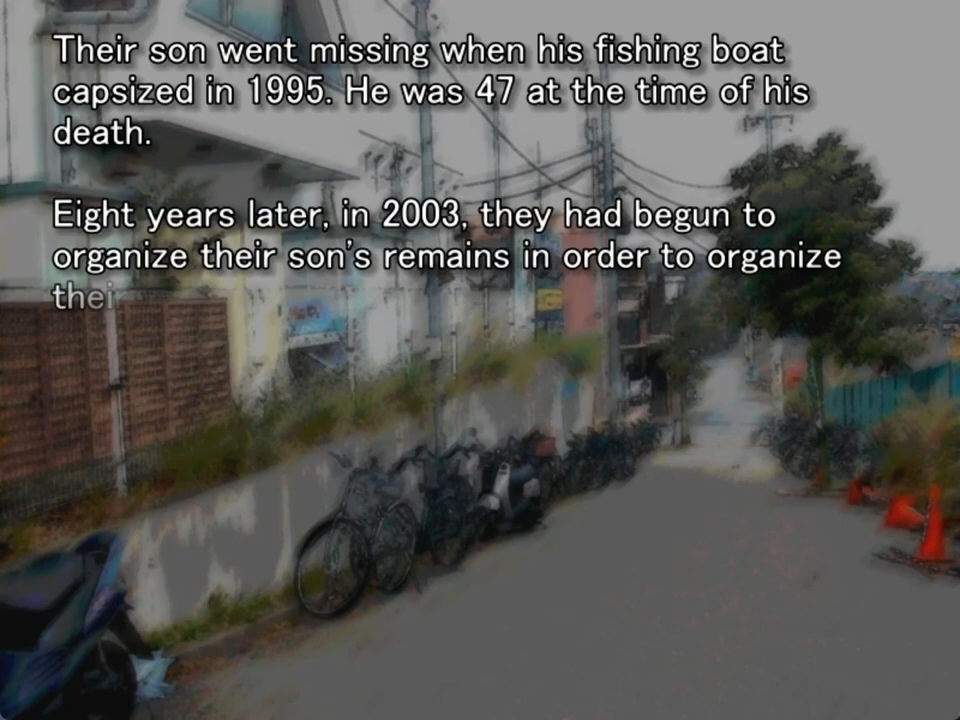 Their son went missing when his fishing boat
capsized in 1995. He was 47 at the time of his
death.
Eight years later, in 2003, they had begun to
organize their son's remains in order to organize
thei